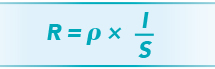 R = ρ × l/S